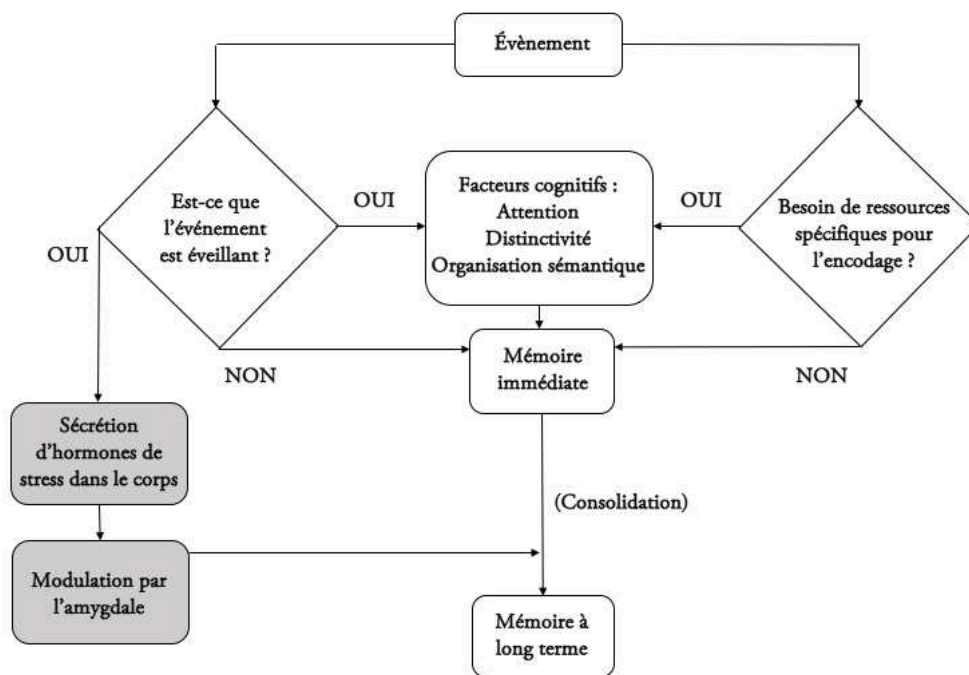 Évènement
Est-ce que
l'événement
est éveillant ?
OUI
OUI
Facteurs cognitifs :
Attention
Distinctivité
Organisation sémantique
OUI
Besoin de ressources
spécifiques pour
l'encodage ?
NON
Mémoire
immédiate
NON
Sécrétion
d'hormones de
stress dans le corps
(Consolidation)
Modulation par
l'amygdale
Mémoire à
long terme